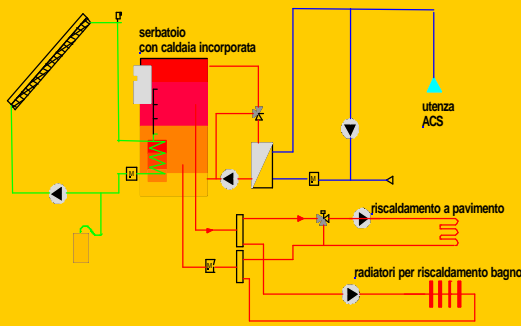 serbatoio
con caldaia incorporata
utenza
ACS
M
M
riscaldamento a pavimento
M
radiatori per riscaldamento bagno